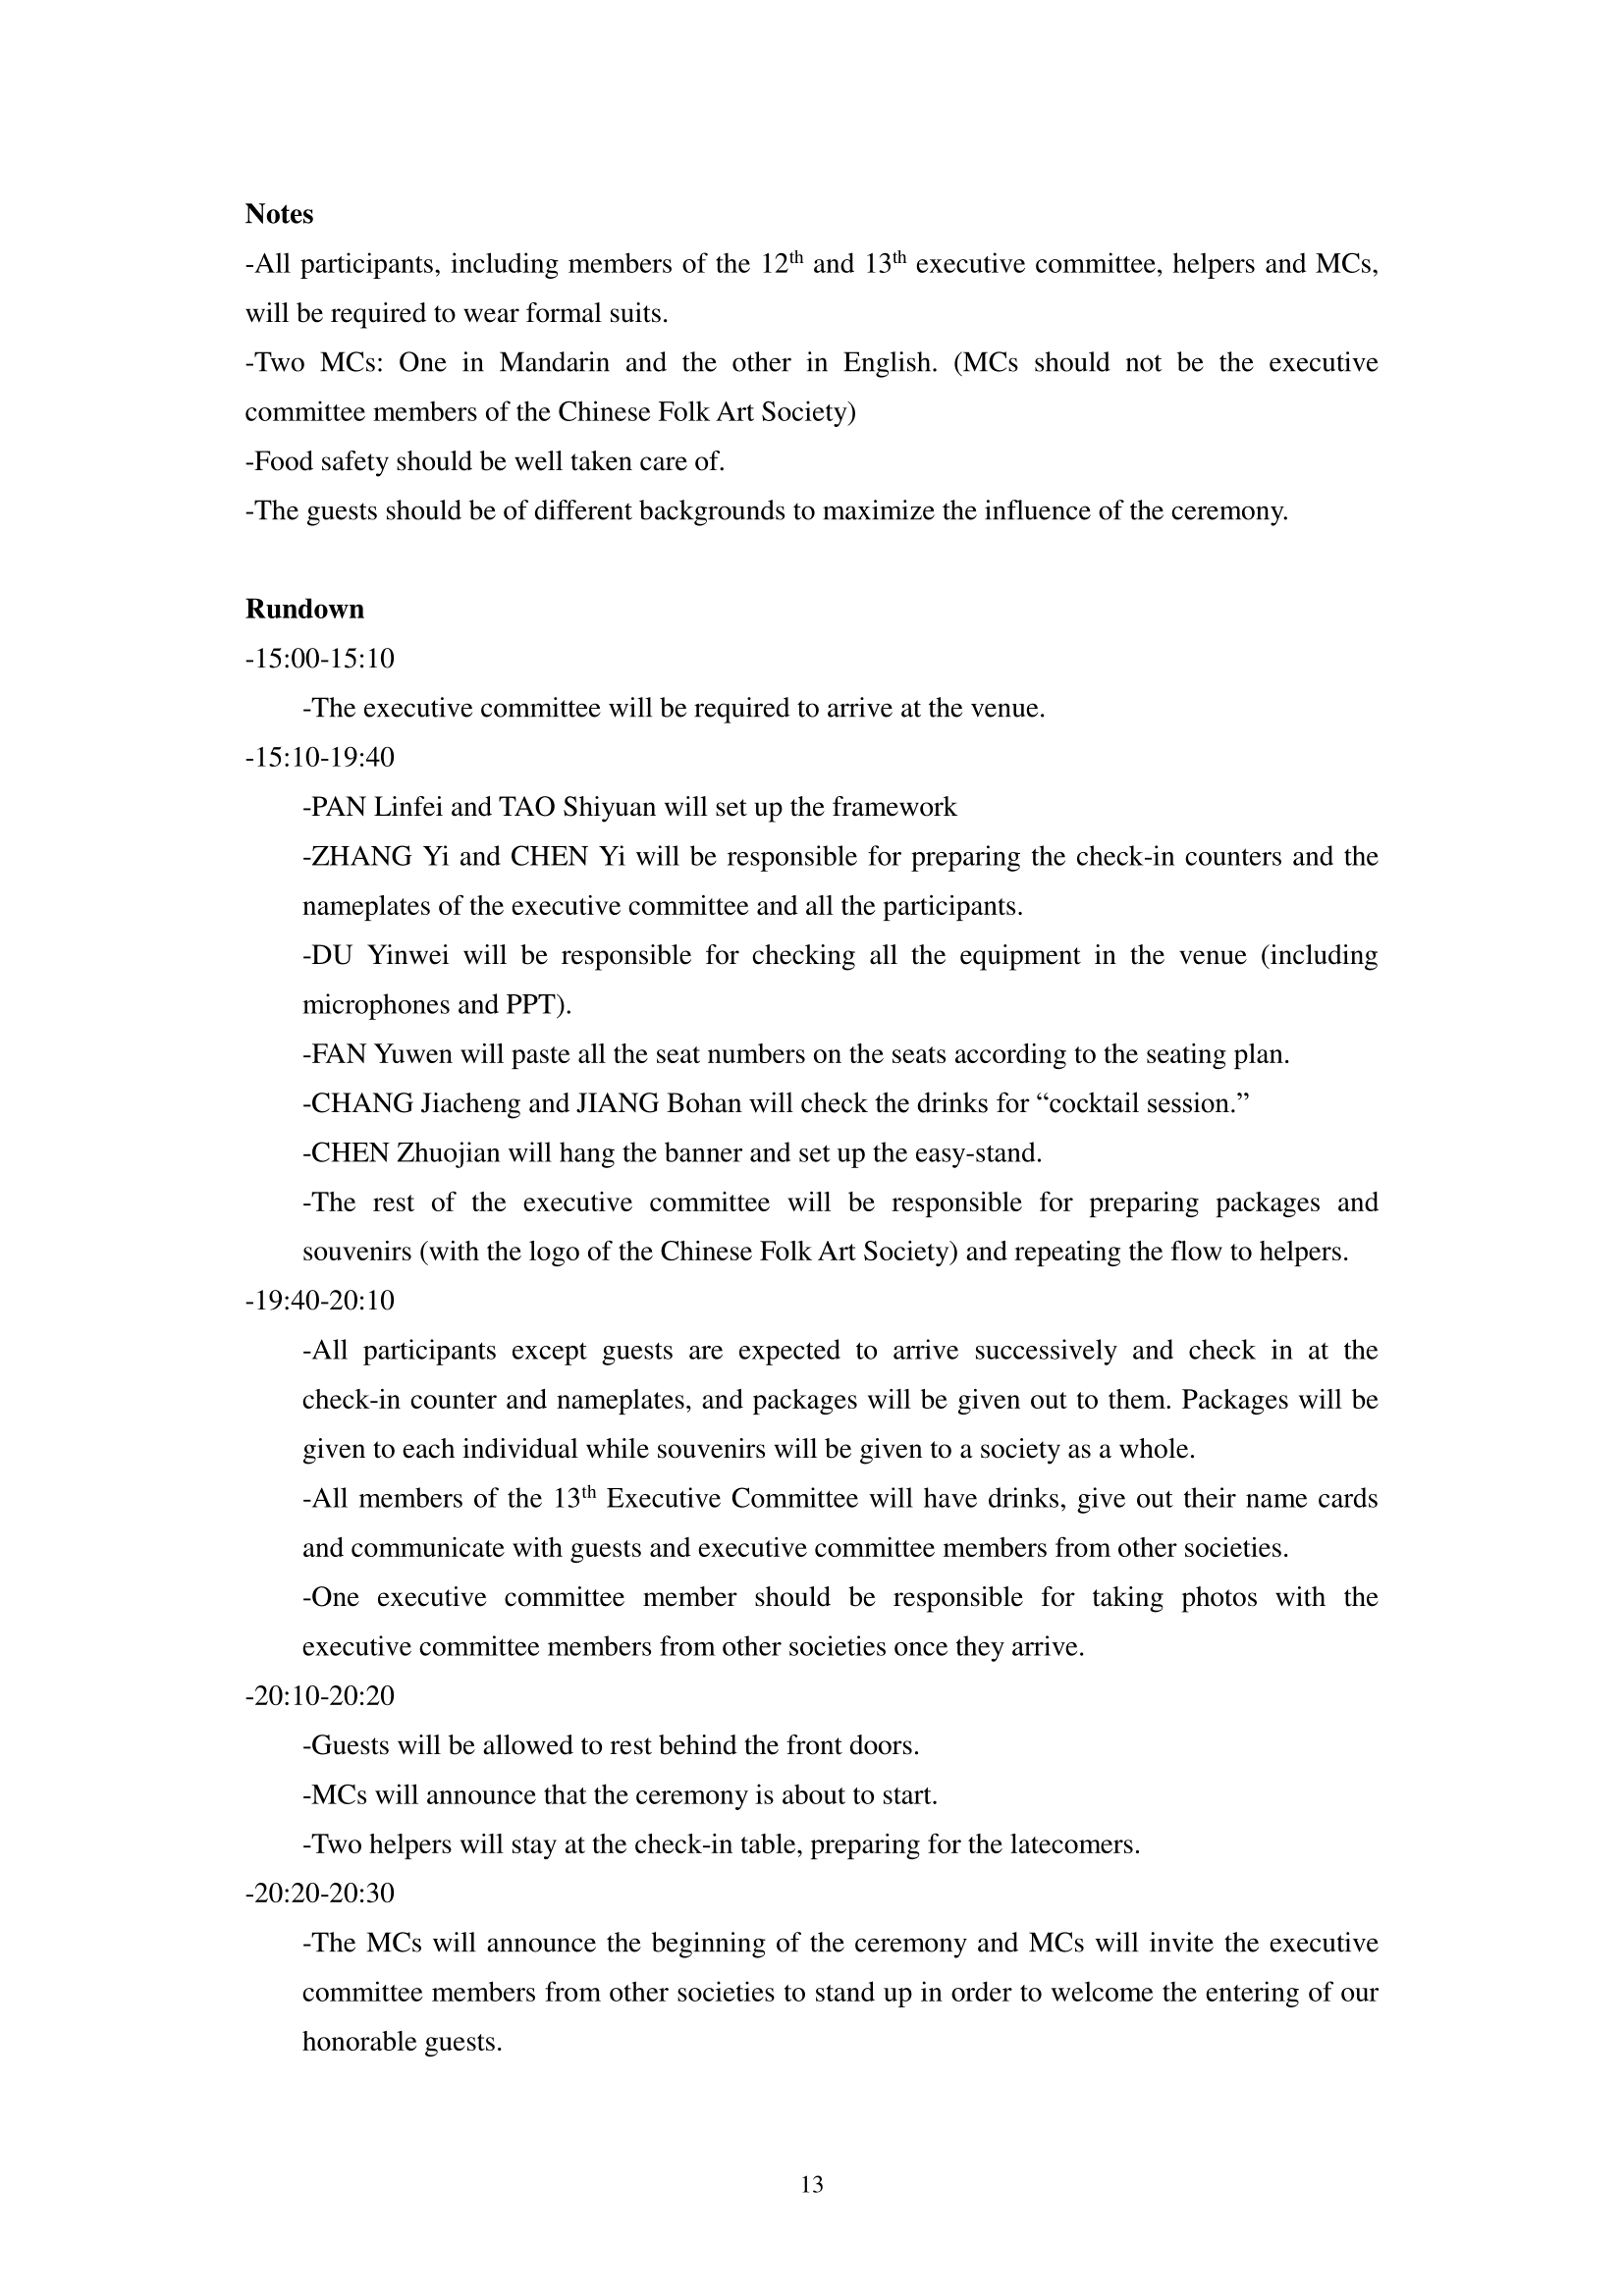 Notes
-All participants, including members of the 12th and 13th executive committee, helpers and MCs,
will be required to wear formal suits.
-Two MCs: One in Mandarin and the other in English. (MCs should not be the executive
committee members of the Chinese Folk Art Society)
-Food safety should be well taken care of.
-The guests should be of different backgrounds to maximize the influence of the ceremony.
Rundown
-15:00-15:10
-The executive committee will be required to arrive at the venue.
-15:10-19:40
-PAN Linfei and TAO Shiyuan will set up the framework
-ZHANG Yi and CHEN Yi will be responsible for preparing the check-in counters and the
nameplates of the executive committee and all the participants.
-DU Yinwei will be responsible for checking all the equipment in the venue (including
microphones and PPT).
-FAN Yuwen will paste all the seat numbers on the seats according to the seating plan.
-CHANG Jiacheng and JIANG Bohan will check the drinks for “cocktail session.”
-CHEN Zhuojian will hang the banner and set up the easy-stand.
-The rest of the executive committee will be responsible for preparing packages and
souvenirs (with the logo of the Chinese Folk Art Society) and repeating the flow to helpers.
-19:40-20:10
-All participants except guests are expected to arrive successively and check in at the
check-in counter and nameplates, and packages will be given out to them. Packages will be
given to each individual while souvenirs will be given to a society as a whole.
-All members of the 13th Executive Committee will have drinks, give out their name cards
and communicate with guests and executive committee members from other societies.
-One executive committee member should be responsible for taking photos with the
executive committee members from other societies once they arrive.
-20:10-20:20
-Guests will be allowed to rest behind the front doors.
-MCs will announce that the ceremony is about to start.
-Two helpers will stay at the check-in table, preparing for the latecomers.
-20:20-20:30
-The MCs will announce the beginning of the ceremony and MCs will invite the executive
committee members from other societies to stand up in order to welcome the entering of our
honorable guests.
13